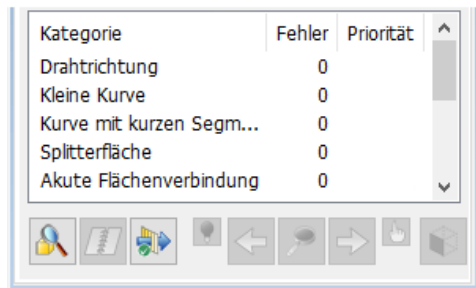 Kategorie Fehler Priorität
Drahtrichtung 0
Kleine Kurve 0
Kurve mit kurzen Segm... 0
Splitterfläche 0
Akute Flächenverbindung 0